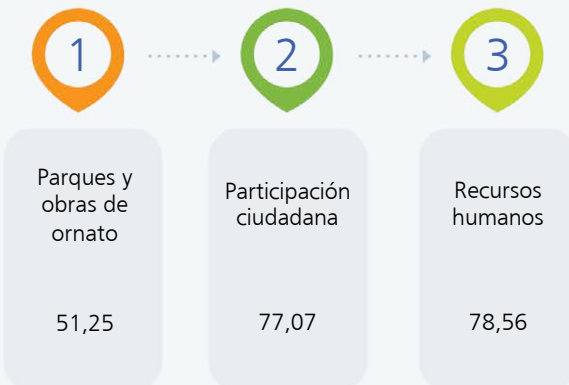 1
2
3
Parques y
obras de
ornato
51,25
Participación
ciudadana
77,07
Recursos
humanos
78,56